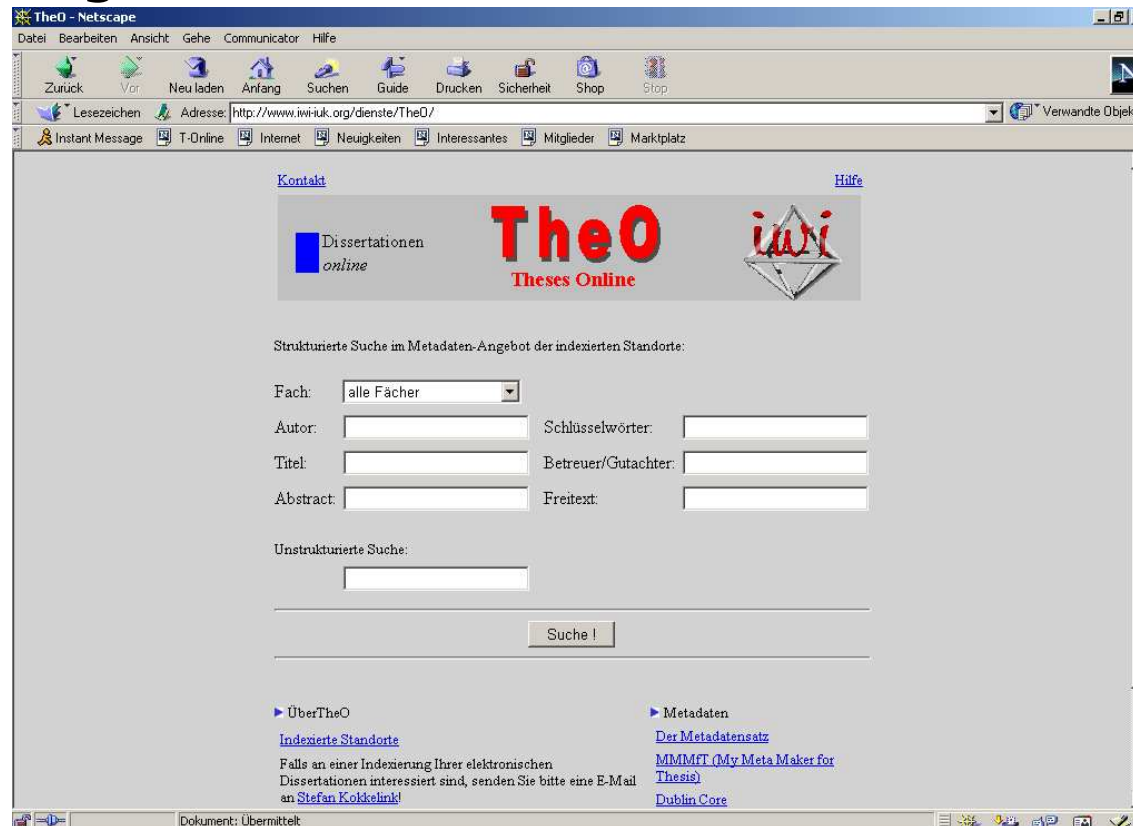 TheO - Netscape
Datei Bearbeiten Ansicht Gehe Communicator Hilfe
Zurück Vor Neu laden Anfang Suchen Guide Drucken Sicherheit Shop Stop
Lesezeichen Adresse: http://www.iwi-iuk.org/dienste/TheO/ Verwandte Objek
Instant Message T-Online Internet Neuigkeiten Interessantes Mitglieder Marktplatz
Kontakt Hilfe
Dissertationen
online
TheO
Theses Online
iwi
Strukturierte Suche im Metadaten-Angebot der indexierten Standorte:
Fach: alle Fächer
Autor: Schlüsselwörter:
Titel: Betreuer/Gutachter:
Abstract: Freitext:
Unstrukturierte Suche:
Suche !
ÜberTheO
Indexierte Standorte
Falls an einer Indexierung Ihrer elektronischen
Dissertationen interessiert sind, senden Sie bitte eine E-Mail
an Stefan Kokkelink!
Metadaten
Der Metadatensatz
MMMfT (My Meta Maker for
Thesis)
Dublin Core
Dokument: Übermittelt